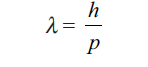 λ = h/p